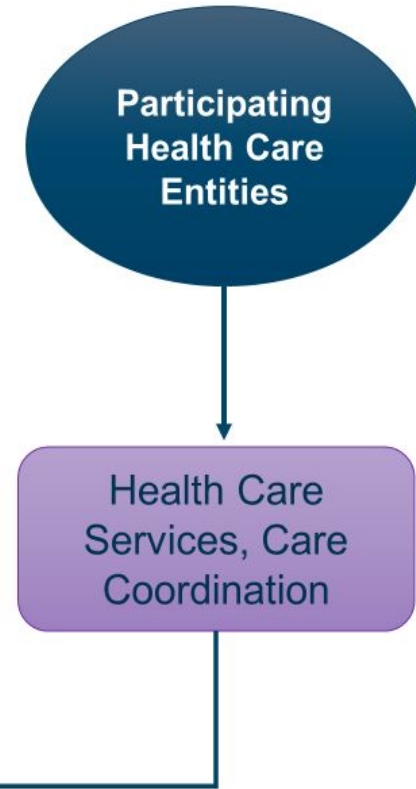 Participating
Health Care
Entities
Health Care
Services, Care
Coordination